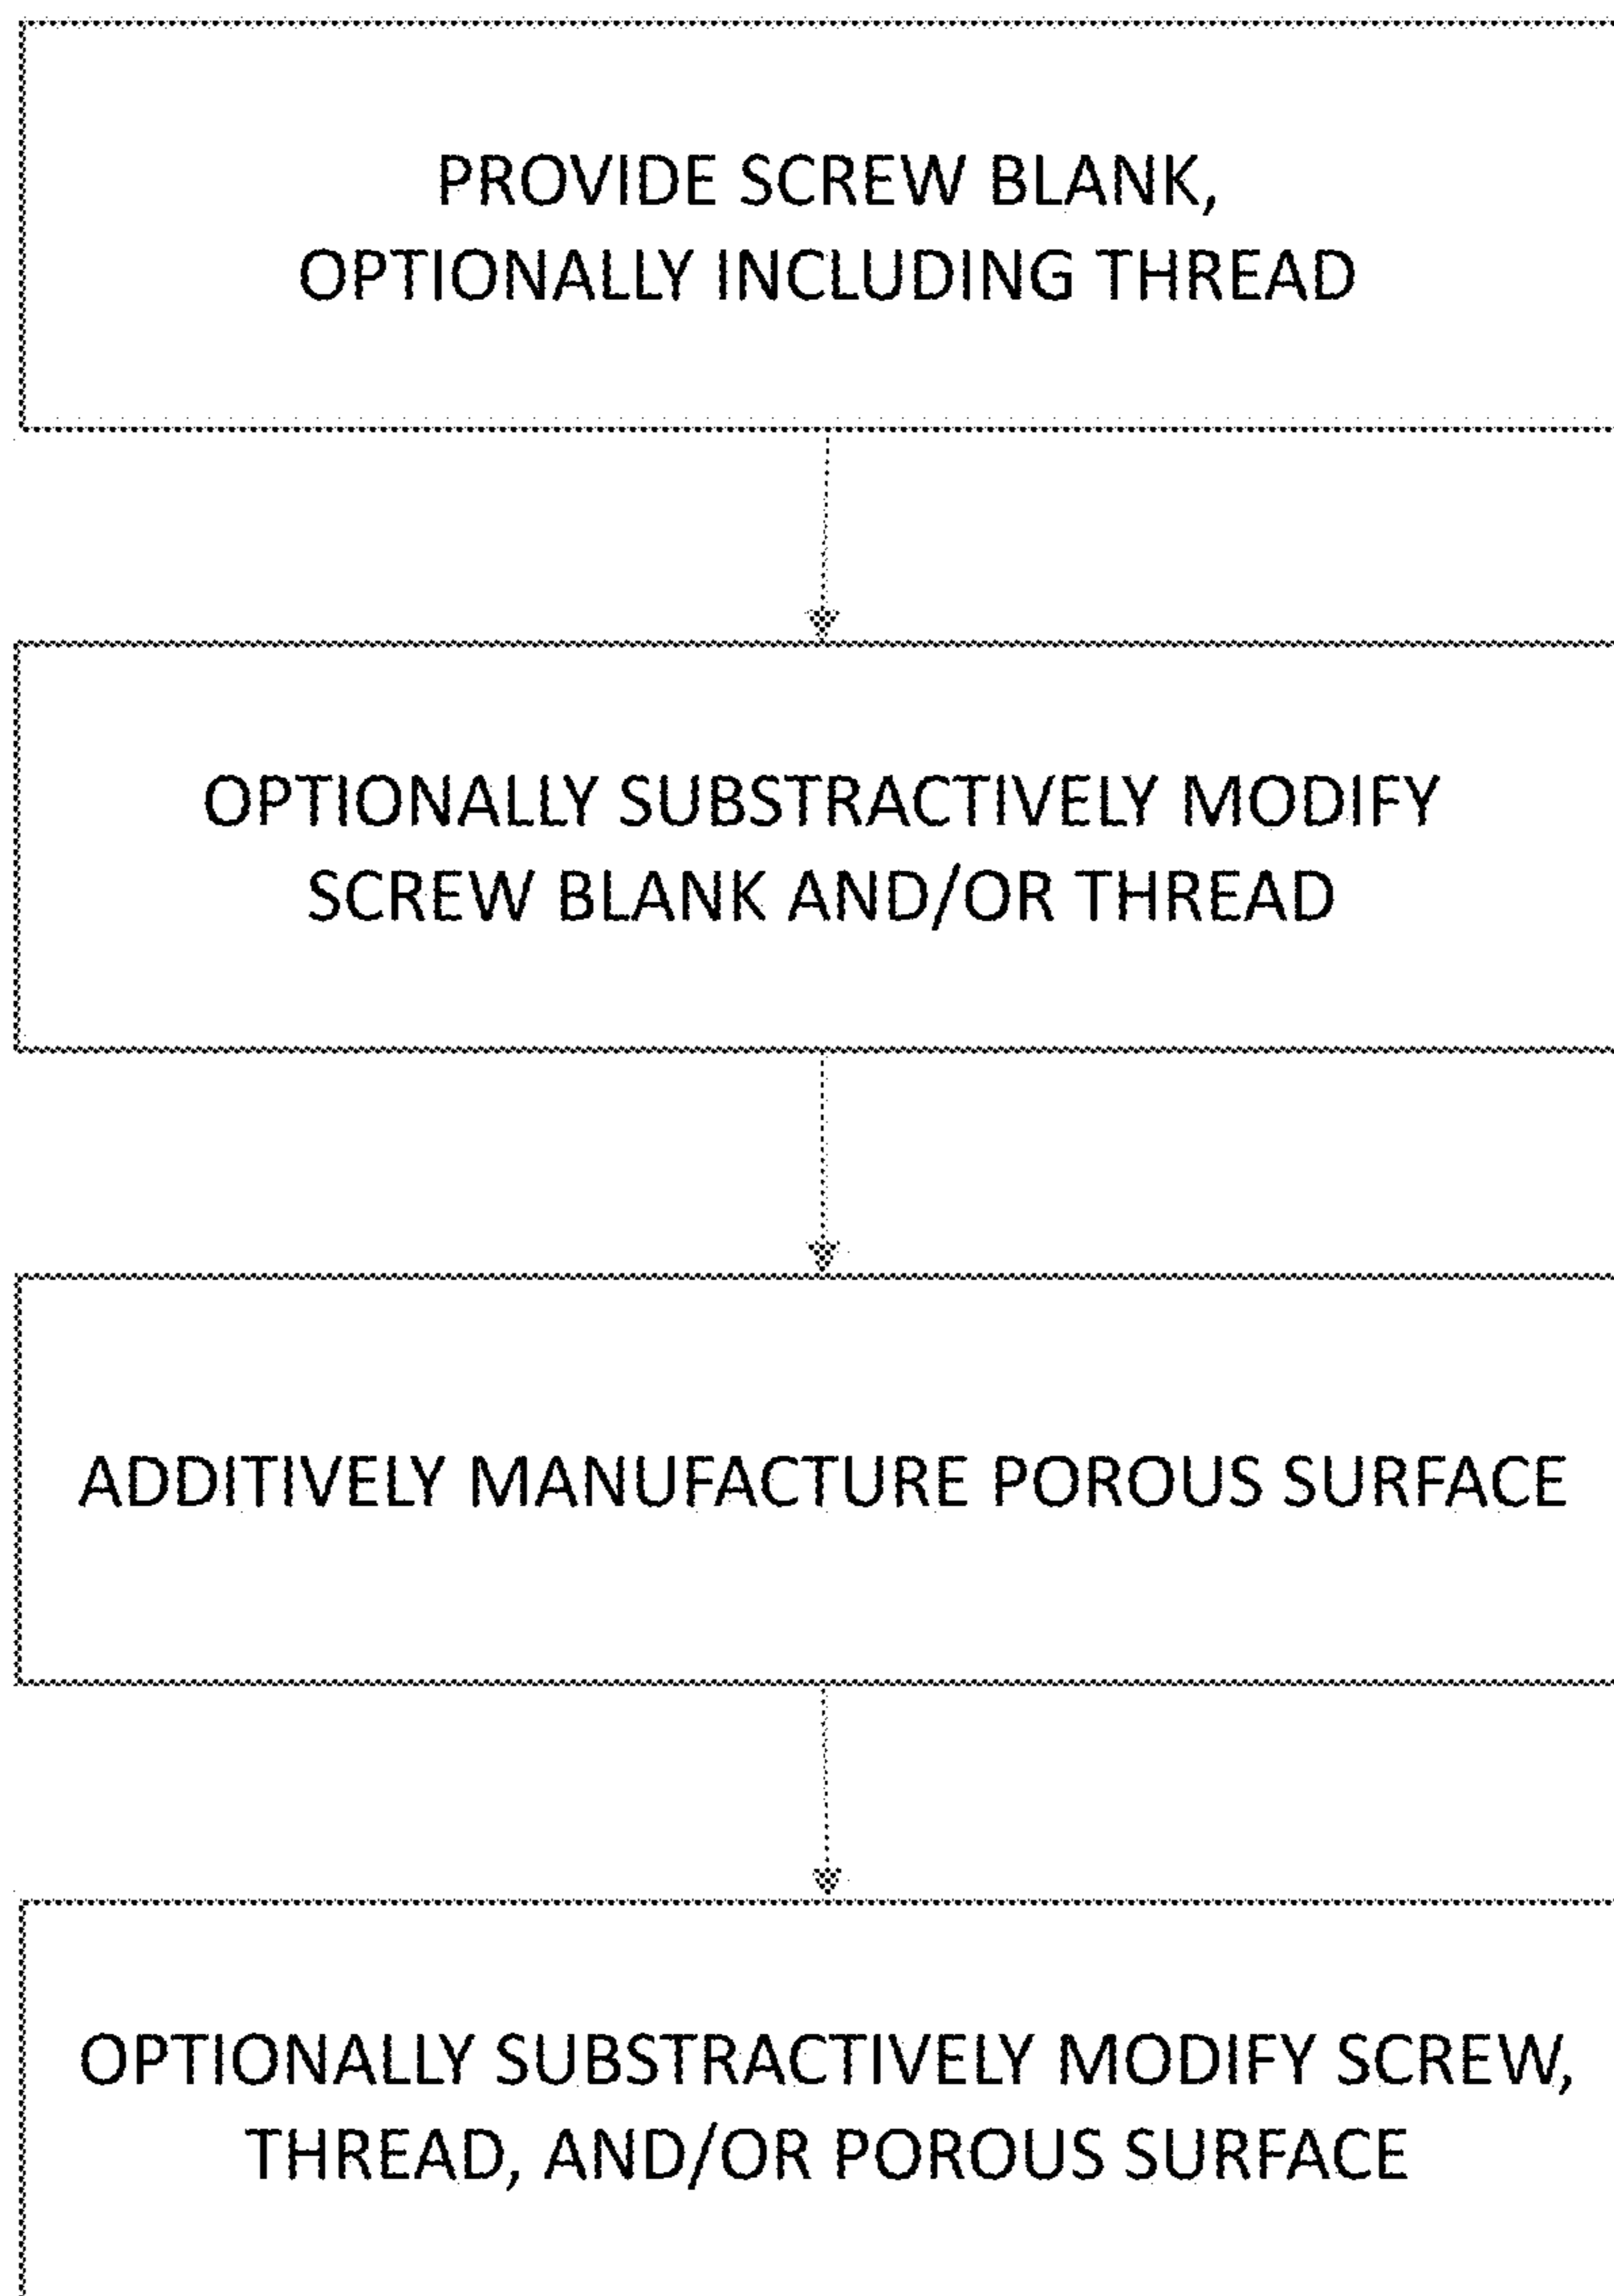 PROVIDE SCREW BLANK,
OPTIONALLY INCLUDING THREAD
OPTIONALLY SUBSTRACTIVELY MODIFY
SCREW BLANK AND/OR THREAD
ADDITIVELY MANUFACTURE POROUS SURFACE
OPTIONALLY SUBSTRACTIVELY MODIFY SCREW,
THREAD, AND/OR POROUS SURFACE